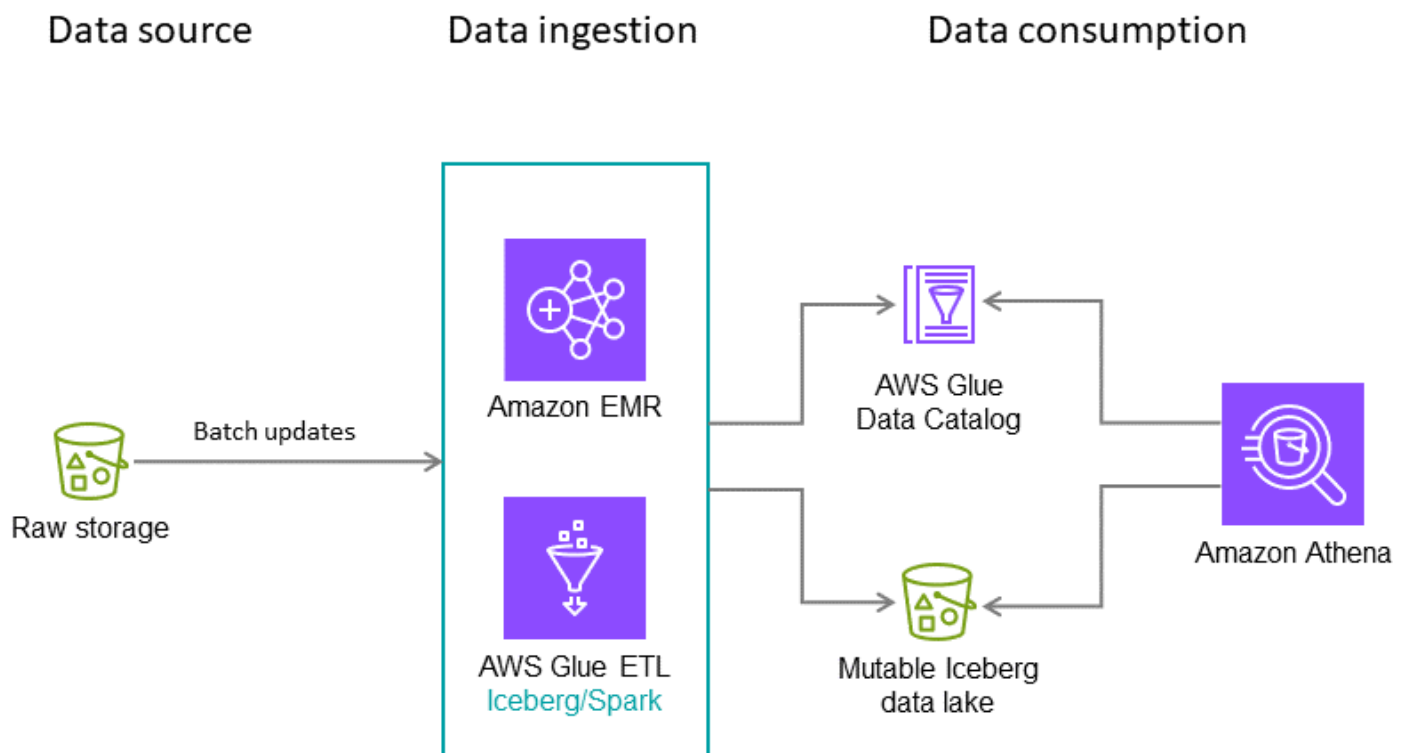 Data source
Data ingestion
Data consumption
Batch updates
Raw storage
Amazon EMR
AWS Glue ETL
Iceberg/Spark
AWS Glue
Data Catalog
Mutable Iceberg
data lake
Amazon Athena